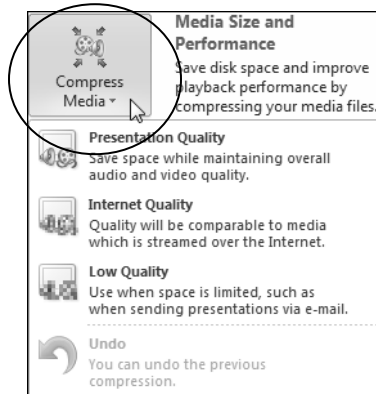 Compress
Media
Media Size and
Performance
Save disk space and improve
playback performance by
compressing your media files.
Presentation Quality
Save space while maintaining overall
audio and video quality.
Internet Quality
Quality will be comparable to media
which is streamed over the Internet.
Low Quality
Use when space is limited, such as
when sending presentations via e-mail.
Undo
You can undo the previous
compression.